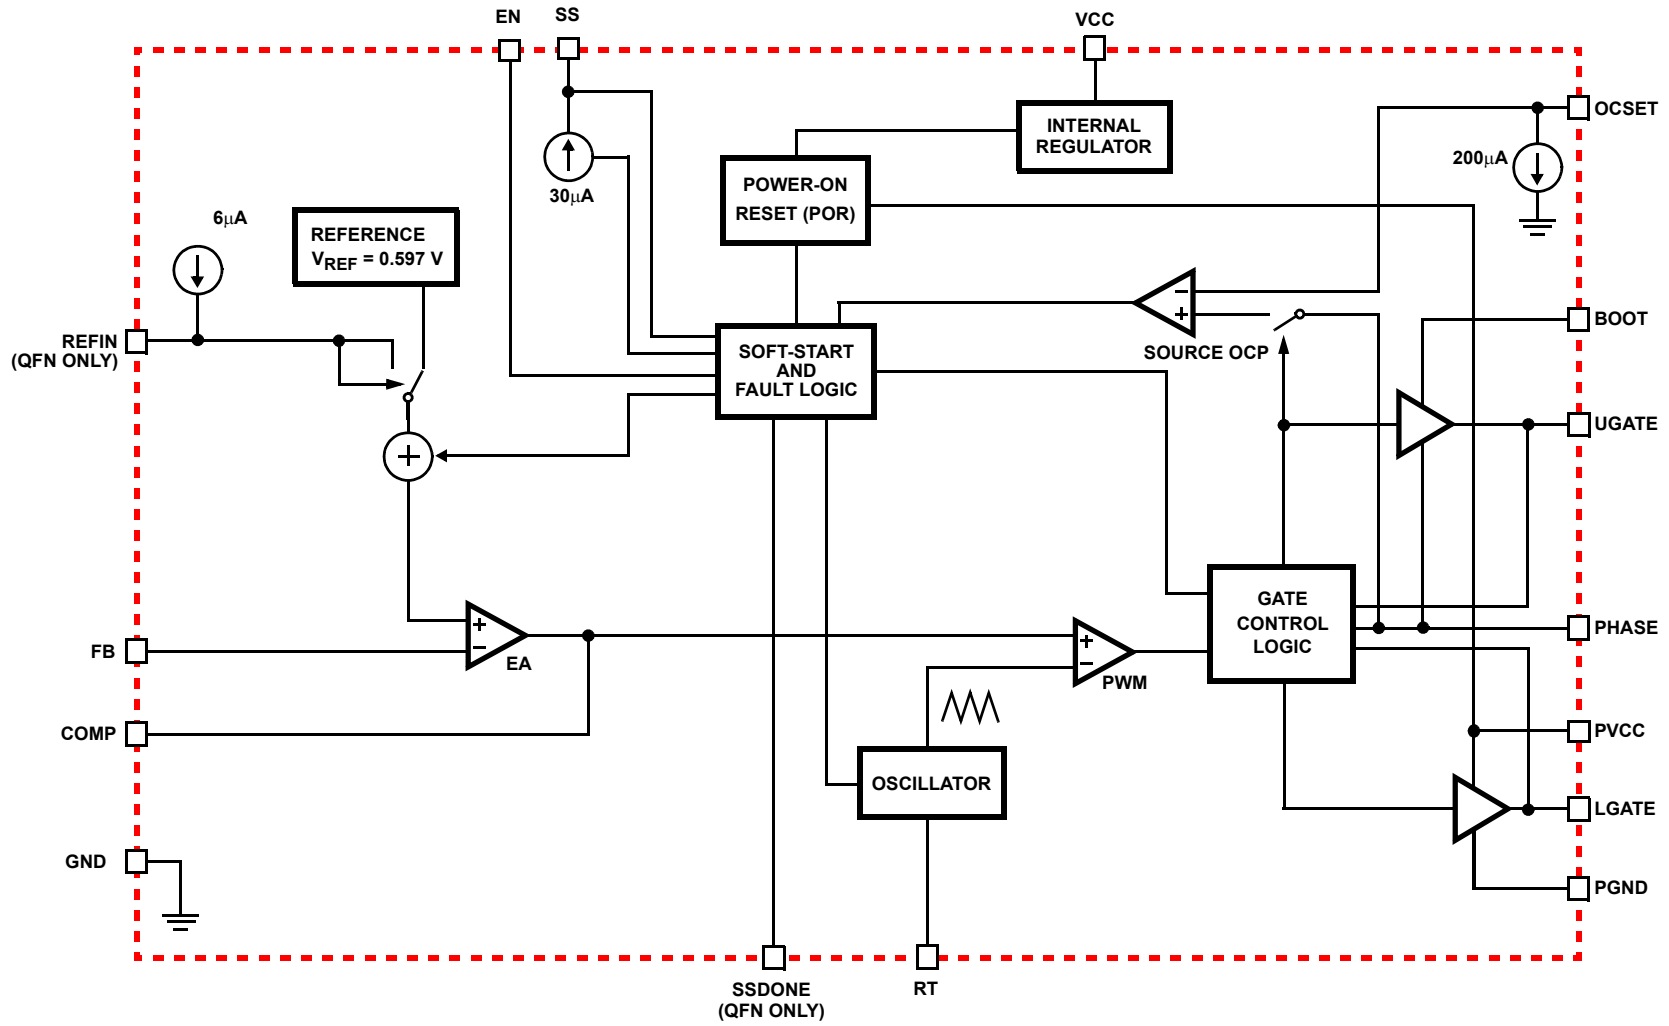 EN
SS
VCC
OCSET
INTERNAL
REGULATOR
200μA
POWER-ON
RESET (POR)
30μA
6μA
REFERENCE
VREF = 0.597 V
REFIN
(QFN ONLY)
BOOT
SOFT-START
AND
FAULT LOGIC
−
+
SOURCE OCP
UGATE
+
GATE
CONTROL
LOGIC
PHASE
+
−
EA
FB
+
−
PWM
COMP
PVCC
OSCILLATOR
LGATE
GND
PGND
SSDONE
(QFN ONLY)
RT